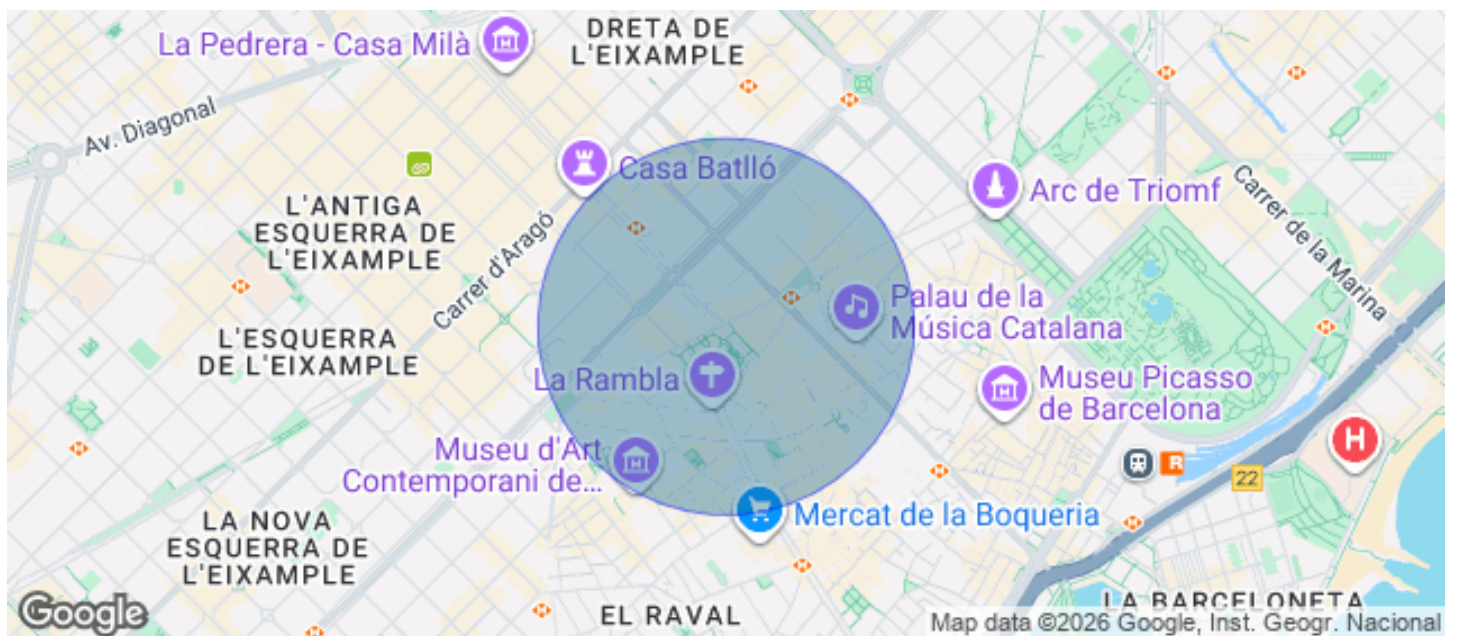 La Pedrera - Casa Milà
DRETA DE
L'EIXAMPLE
Av. Diagonal
Casa Batlló
Arc de Triomf
Carrer de la Marina
L'ANTIGA
ESQUERRA DE
L'EIXAMPLE
Carrer d'Aragó
Palau de la
Música Catalana
L'ESQUERRA
DE L'EIXAMPLE
La Rambla
Museu Picasso
de Barcelona
H
Museu d'Art
Contemporani de...
R
22
Mercat de la Boqueria
LA NOVA
ESQUERRA DE
L'EIXAMPLE
EL RAVAL
LA BARCELONETA
Google
Map data ©2026 Google, Inst. Geogr. Nacional